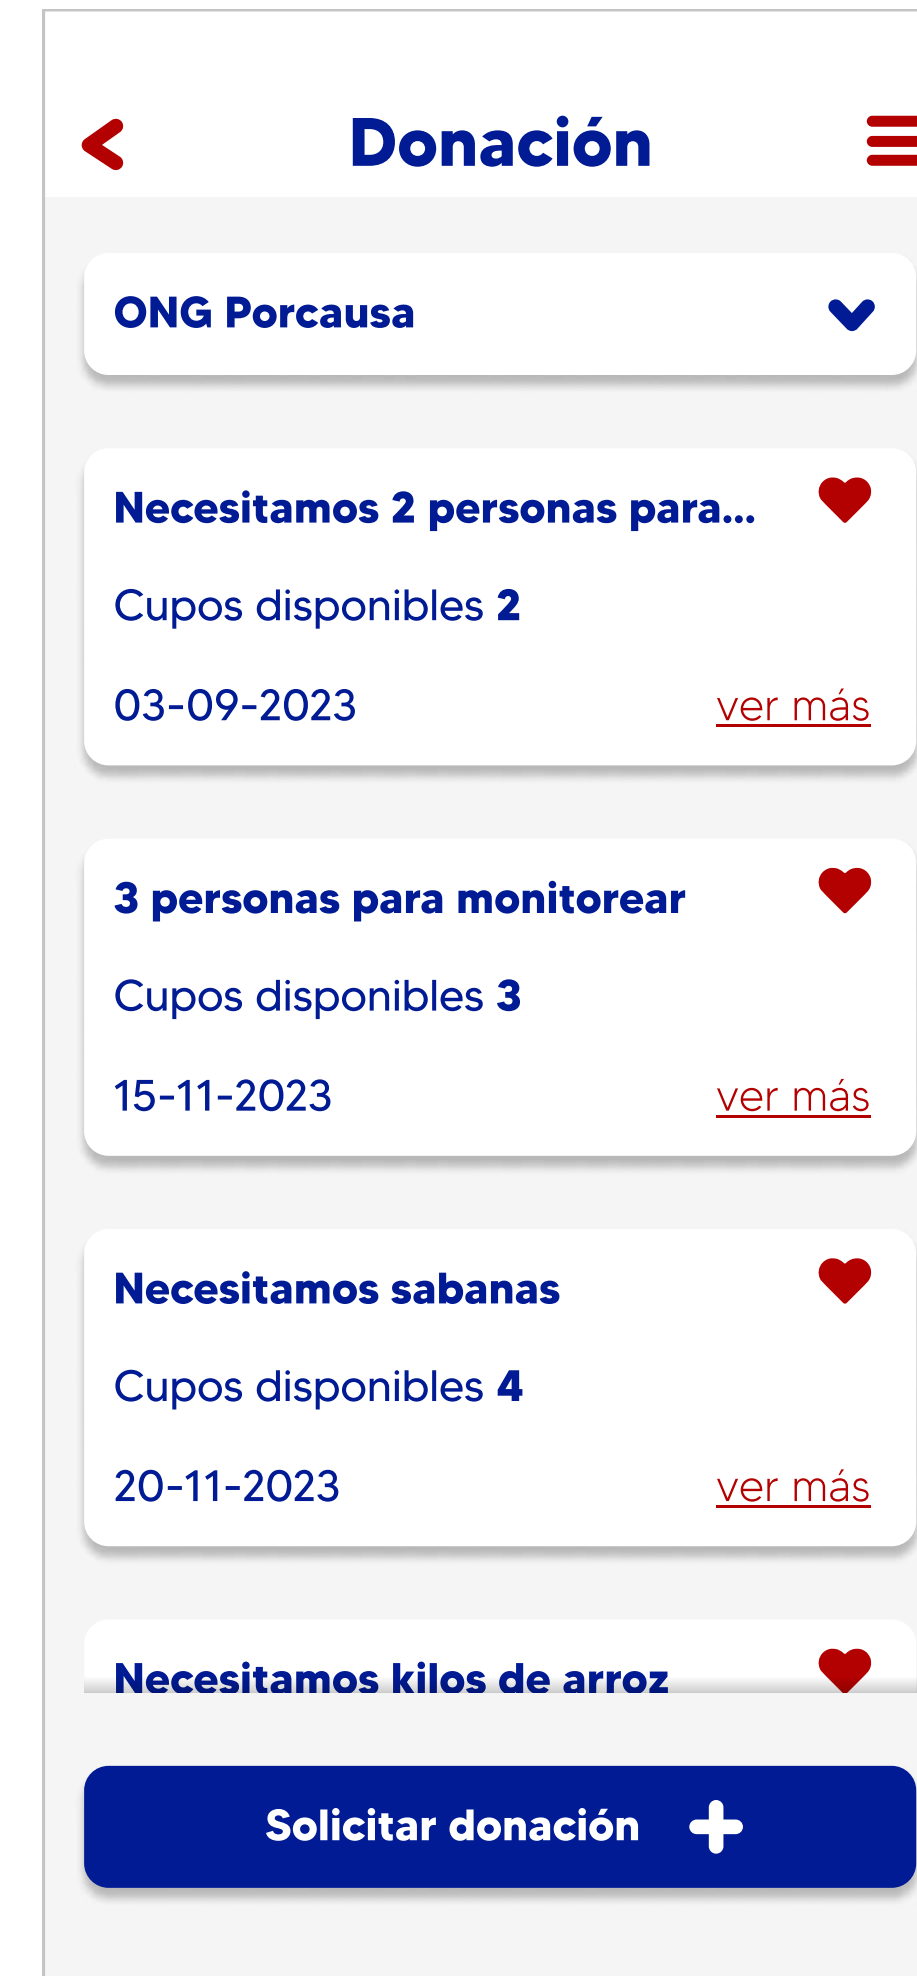 Donación
ONG Porcausa
Necesitamos 2 personas para...
Cupos disponibles 2
03-09-2023
ver más
3 personas para monitorear
Cupos disponibles 3
15-11-2023
ver más
Necesitamos sabanas
Cupos disponibles 4
20-11-2023
ver más
Necesitamos kilos de arroz
Solicitar donación